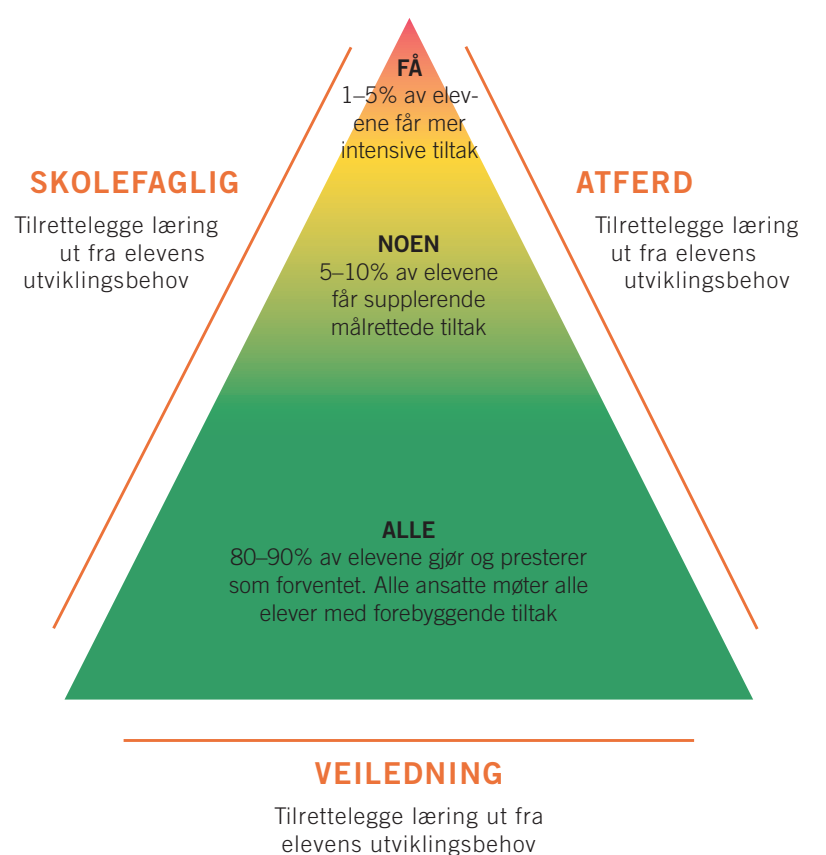 FÅ
1–5% av elev-
ene får mer
intensive tiltak
SKOLEFAGLIG
Tilrettelegge læring
ut fra elevens
utviklingsbehov
ATFERD
Tilrettelegge læring
ut fra elevens
utviklingsbehov
NOEN
5–10% av elevene
får supplerende
målrettede tiltak
ALLE
80–90% av elevene gjør og presterer
som forventet. Alle ansatte møter alle
elever med forebyggende tiltak
VEILEDNING
Tilrettelegge læring ut fra
elevens utviklingsbehov